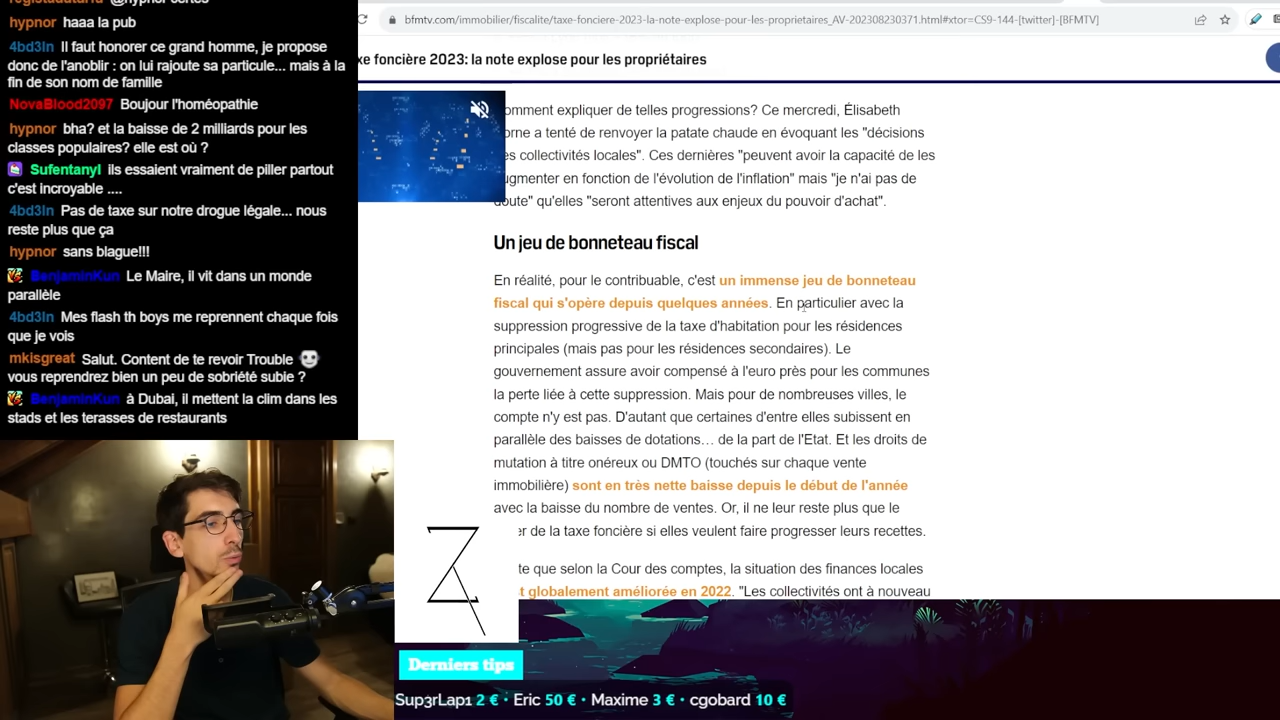 @hypnor certes
hypnor haaa la pub
4bd3ln Il faut honorer ce grand homme, je propose
donc de l'anoblir : on lui rajoute sa particule... mais à la
fin de son nom de famille
NovaBlood2097 Boujour l'homéopathie
hypnor bha? et la baisse de 2 milliards pour les
classes populaires? elle est où ?
Sufentanyl ils essaient vraiment de piller partout
c'est incroyable ....
4bd3ln Pas de taxe sur notre drogue légale... nous
reste plus que ça
hypnor sans blague!!!
BenjaminKun Le Maire, il vit dans un monde
parallèle
4bd3ln Mes flash th boys me reprennent chaque fois
que je vois
mkisgreat Salut. Content de te revoir Trouble
vous reprendrez bien un peu de sobriété subie ?
BenjaminKun à Dubai, il mettent la clim dans les
stads et les terasses de restaurants
bfmtv.com/immobilier/fiscalite/taxe-fonciere-2023-la-note-explose-pour-les-proprietaires_AV-202308230371.html#xtor=CS9-144-[twitter]-[BFMTV]
xe foncière 2023: la note explose pour les propriétaires
omment expliquer de telles progressions? Ce mercredi, Élisabeth
orne a tenté de renvoyer la patate chaude en évoquant les "décisions
es collectivités locales". Ces dernières "peuvent avoir la capacité de les
ugmenter en fonction de l'évolution de l'inflation" mais "je n'ai pas de
doute" qu'elles "seront attentives aux enjeux du pouvoir d'achat".
Un jeu de bonneteau fiscal
En réalité, pour le contribuable, c'est un immense jeu de bonneteau
fiscal qui s'opère depuis quelques années. En particulier avec la
suppression progressive de la taxe d'habitation pour les résidences
principales (mais pas pour les résidences secondaires). Le
gouvernement assure avoir compensé à l'euro près pour les communes
la perte liée à cette suppression. Mais pour de nombreuses villes, le
compte n'y est pas. D'autant que certaines d'entre elles subissent en
parallèle des baisses de dotations… de la part de l'Etat. Et les droits de
mutation à titre onéreux ou DMTO (touchés sur chaque vente
immobilière) sont en très nette baisse depuis le début de l'année
avec la baisse du nombre de ventes. Or, il ne leur reste plus que le
er de la taxe foncière si elles veulent faire progresser leurs recettes.
te que selon la Cour des comptes, la situation des finances locales
t globalement améliorée en 2022. "Les collectivités ont à nouveau
Derniers tips
Sup3rLap1 2 € • Eric 50 € • Maxime 3 € • cgobard 10 €